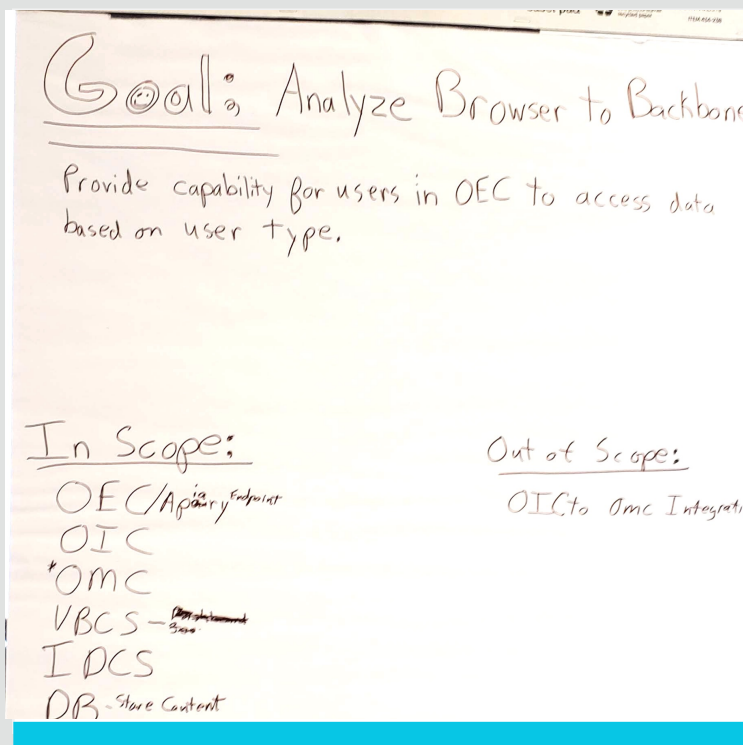 Goal: Analyze Browser to Backbone
Provide capability for users in OEC to access data
based on user type.
In Scope:
OEC/Apiary Endpoint
OIC
*OMC
VBCS -
IDCS
DB - Store Content
Out of Scope:
OIC to Omc Integrati